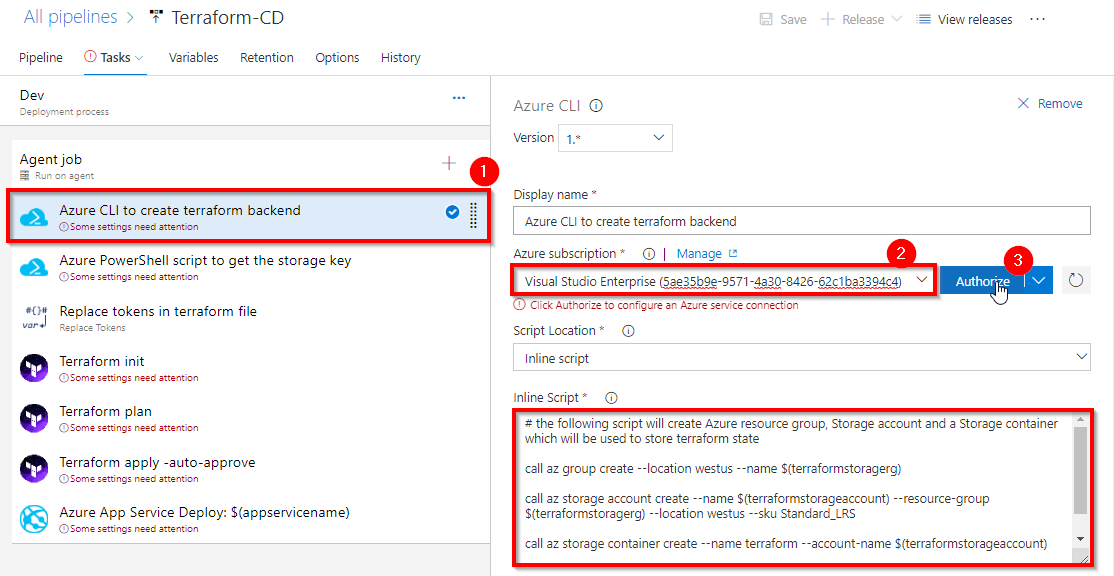 All pipelines > Terraform-CD
Save + Release View releases ...
Pipeline Tasks Variables Retention Options History
Dev
Deployment process
...
Agent job
Run on agent
+
1
Azure CLI to create terraform backend
Some settings need attention
Azure PowerShell script to get the storage key
Some settings need attention
#{}#
var
Replace tokens in terraform file
Replace Tokens
Terraform init
Some settings need attention
Terraform plan
Some settings need attention
Terraform apply -auto-approve
Some settings need attention
Azure App Service Deploy: $(appservicename)
Some settings need attention
Azure CLI
Remove
Version 1.*
Display name *
Azure CLI to create terraform backend
Azure subscription * | Manage
2
3
Visual Studio Enterprise (5ae35b9e-9571-4a30-8426-62c1ba3394c4)
Authorize
Click Authorize to configure an Azure service connection
Script Location *
Inline script
Inline Script *
# the following script will create Azure resource group, Storage account and a Storage container
which will be used to store terraform state
call az group create --location westus --name $(terraformstoragerg)
call az storage account create --name $(terraformstorageaccount) --resource-group
$(terraformstoragerg) --location westus --sku Standard_LRS
call az storage container create --name terraform --account-name $(terraformstorageaccount)